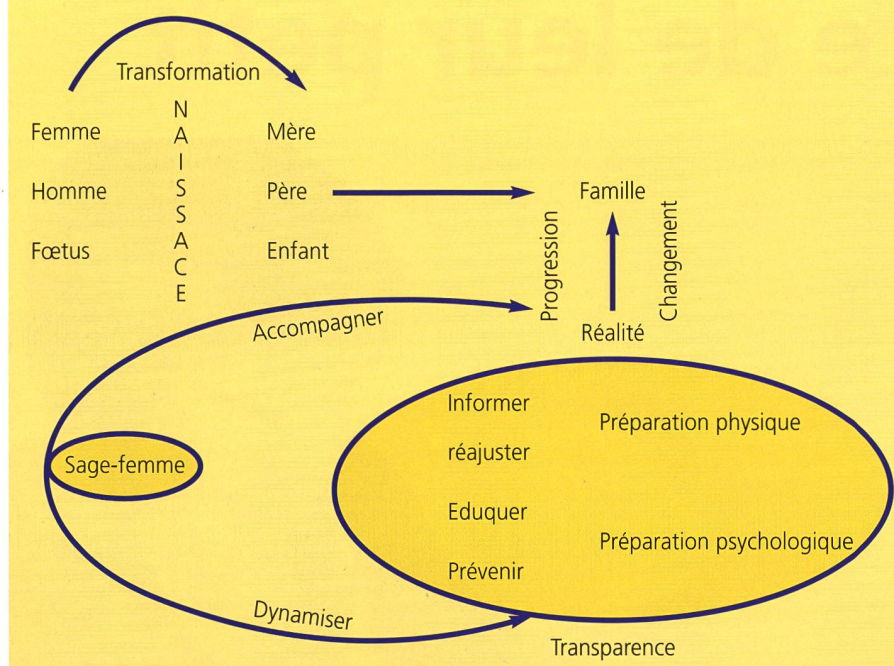 Transformation
NAISSACE
Femme
Mère
Homme
Père
Famille
Fœtus
Enfant
Progression
Changement
Réalité
Accompagner
Informer
Préparation physique
réajuster
Sage-femme
Eduquer
Préparation psychologique
Prévenir
Dynamiser
Transparence